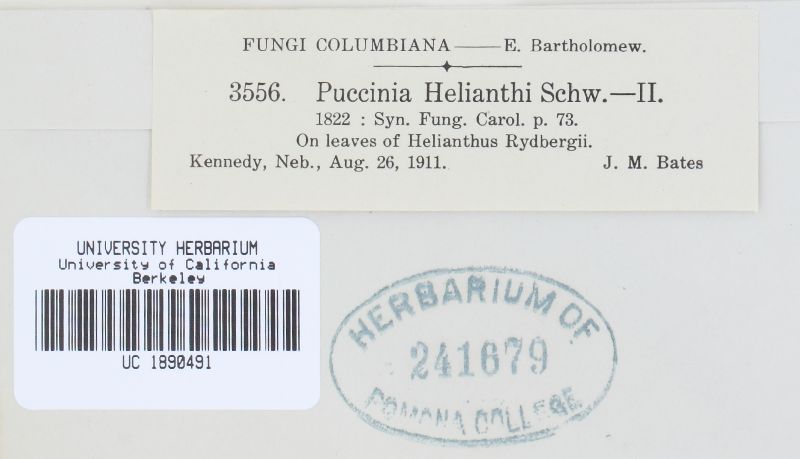 FUNGI COLUMBIANA — E. Bartholomew.
3556. Puccinia Helianthi Schw.—II.
1822 : Syn. Fung. Carol. p. 73.
On leaves of Helianthus Rydbergii.
Kennedy, Neb., Aug. 26, 1911. J. M. Bates
UNIVERSITY HERBARIUM
University of California
Berkeley
UC 1890491
HERBARIUM OF
241679
POMONA COLLEGE